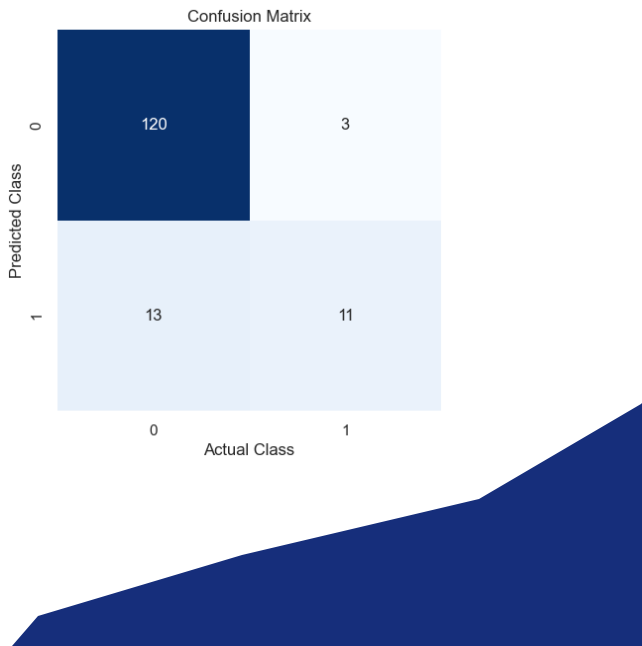 Confusion Matrix
0
120
3
Predicted Class
1
13
11
0
1
Actual Class